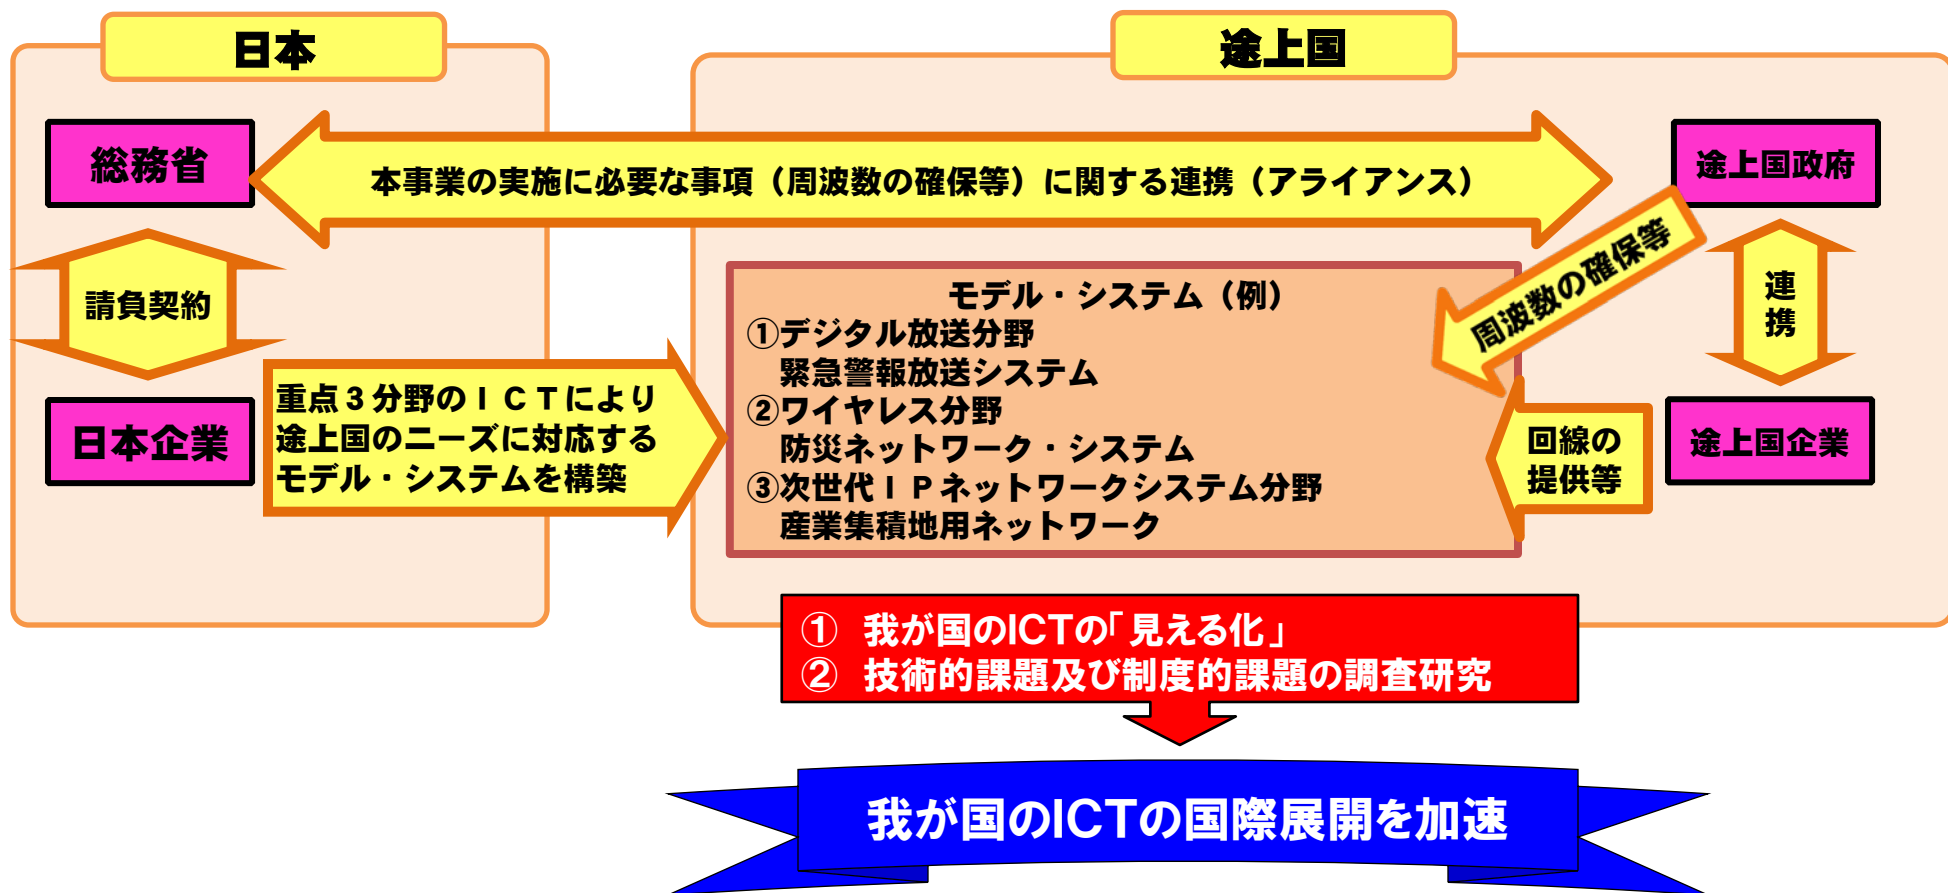 日本
途上国
総務省
本事業の実施に必要な事項（周波数の確保等）に関する連携（アライアンス）
途上国政府
請負契約
周波数の確保等
連
携
日本企業
重点３分野のＩＣＴにより
途上国のニーズに対応する
モデル・システムを構築
モデル・システム（例）
①デジタル放送分野
緊急警報放送システム
②ワイヤレス分野
防災ネットワーク・システム
③次世代ＩＰネットワークシステム分野
産業集積地用ネットワーク
回線の
提供等
途上国企業
① 我が国のICTの「見える化」
② 技術的課題及び制度的課題の調査研究
我が国のICTの国際展開を加速